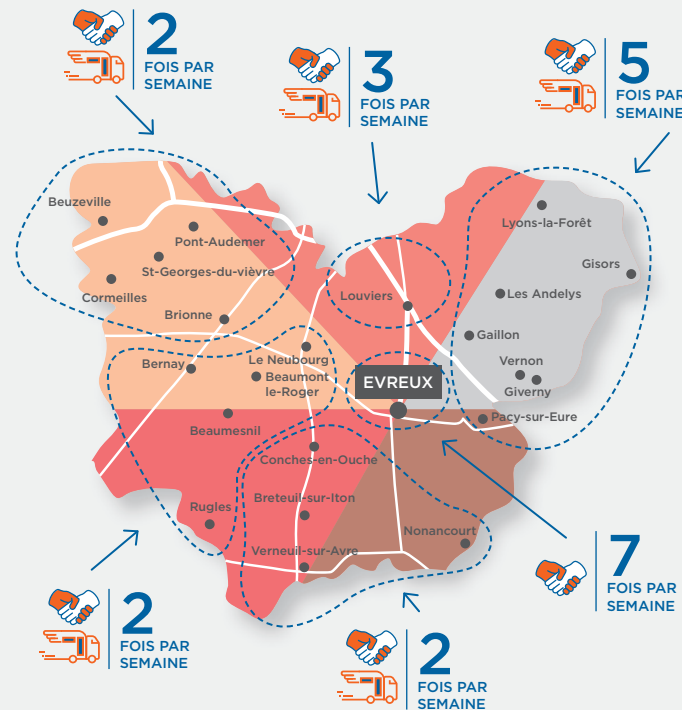 2
FOIS PAR
SEMAINE
3
FOIS PAR
SEMAINE
5
FOIS PAR
SEMAINE
Beuzeville
Pont-Audemer
St-Georges-du-vièvre
Cormeilles
Brionne
Louviers
Lyons-la-Forêt
Gisors
Les Andelys
Gaillon
Vernon
Giverny
Pacy-sur-Eure
Bernay
Le Neubourg
Beaumont
le-Roger
EVREUX
Beaumesnil
Conches-en-Ouche
Breteuil-sur-Iton
Rugles
Nonancourt
Verneuil-sur-Avre
7
FOIS PAR
SEMAINE
2
FOIS PAR
SEMAINE
2
FOIS PAR
SEMAINE